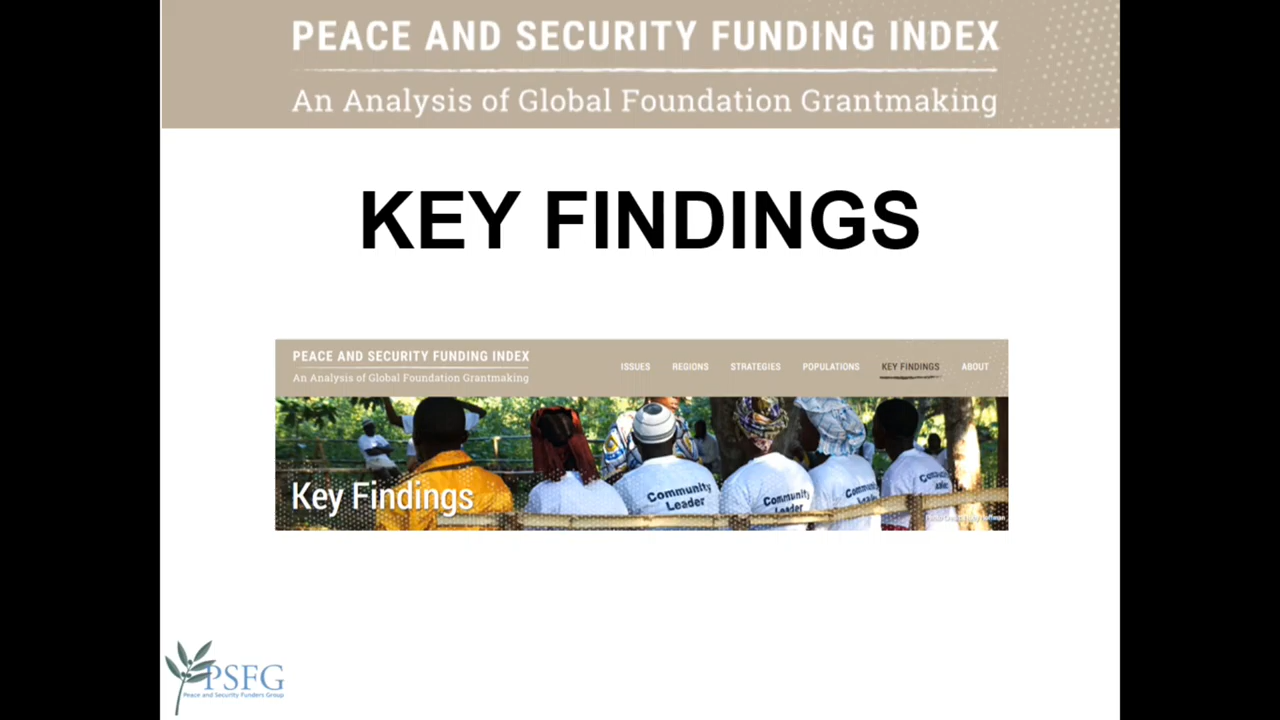 PEACE AND SECURITY FUNDING INDEX
An Analysis of Global Foundation Grantmaking
KEY FINDINGS
PEACE AND SECURITY FUNDING INDEX
An Analysis of Global Foundation Grantmaking
ISSUES REGIONS STRATEGIES POPULATIONS KEY FINDINGS ABOUT
Key Findings
Community
Leader
Community
Leader
Community
Community
PSFG
Peace and Security Funders Group